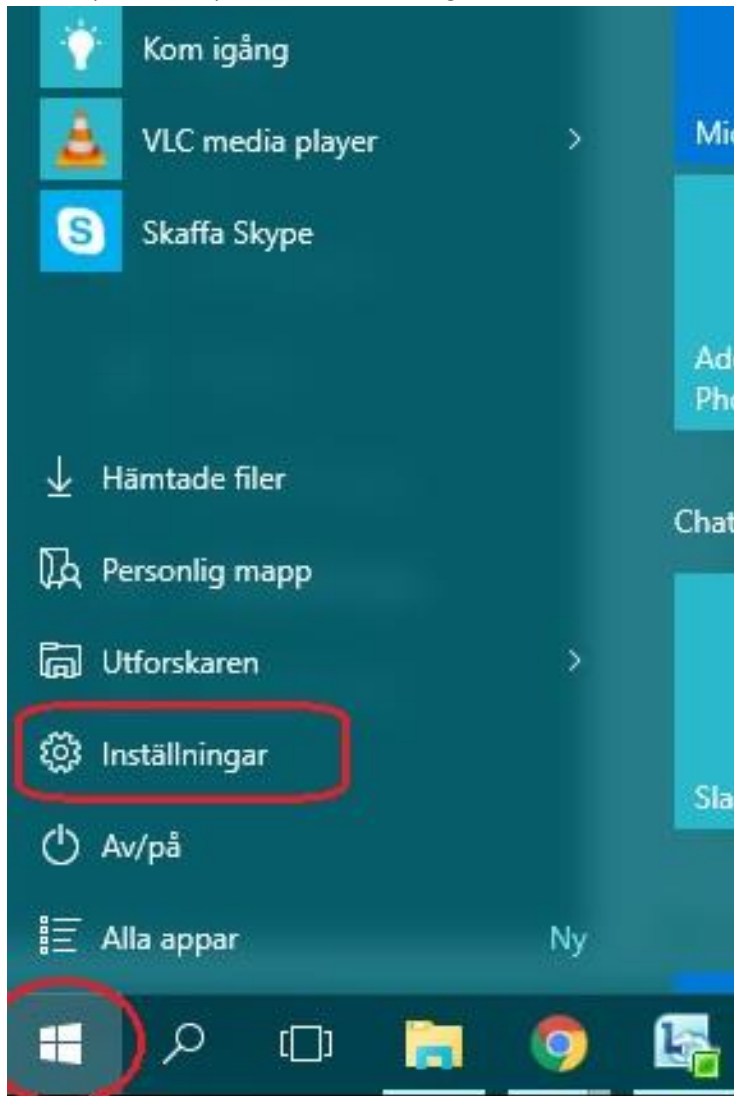 Kom igång
VLC media player
Skaffa Skype
Hämtade filer
Personlig mapp
Utforskaren
Inställningar
Av/på
Alla appar
Ny
Chat